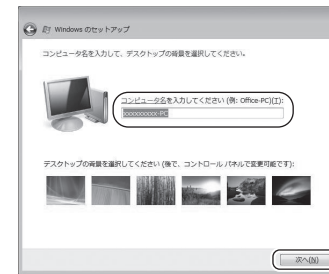 Windows のセットアップ
コンピュータ名を入力して、デスクトップの背景を選択してください。
コンピュータ名を入力してください (例: Office-PC)(T):
xxxxxxxxxx-PC
デスクトップの背景を選択してください (後で、コントロール パネルで変更可能です):
次へ(N)